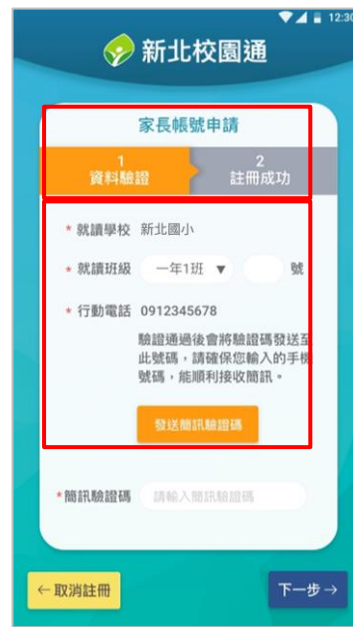 12:30
新北校園通
家長帳號申請
1
資料驗證
2
註冊成功
* 就讀學校 新北國小
* 就讀班級 一年1班 ▼ 號
* 行動電話 0912345678
驗證通過後會將驗證碼發送至
此號碼，請確保您輸入的手機
號碼，能順利接收簡訊。
發送簡訊驗證碼
*簡訊驗證碼 請輸入簡訊驗證碼
←取消註冊
下一步→